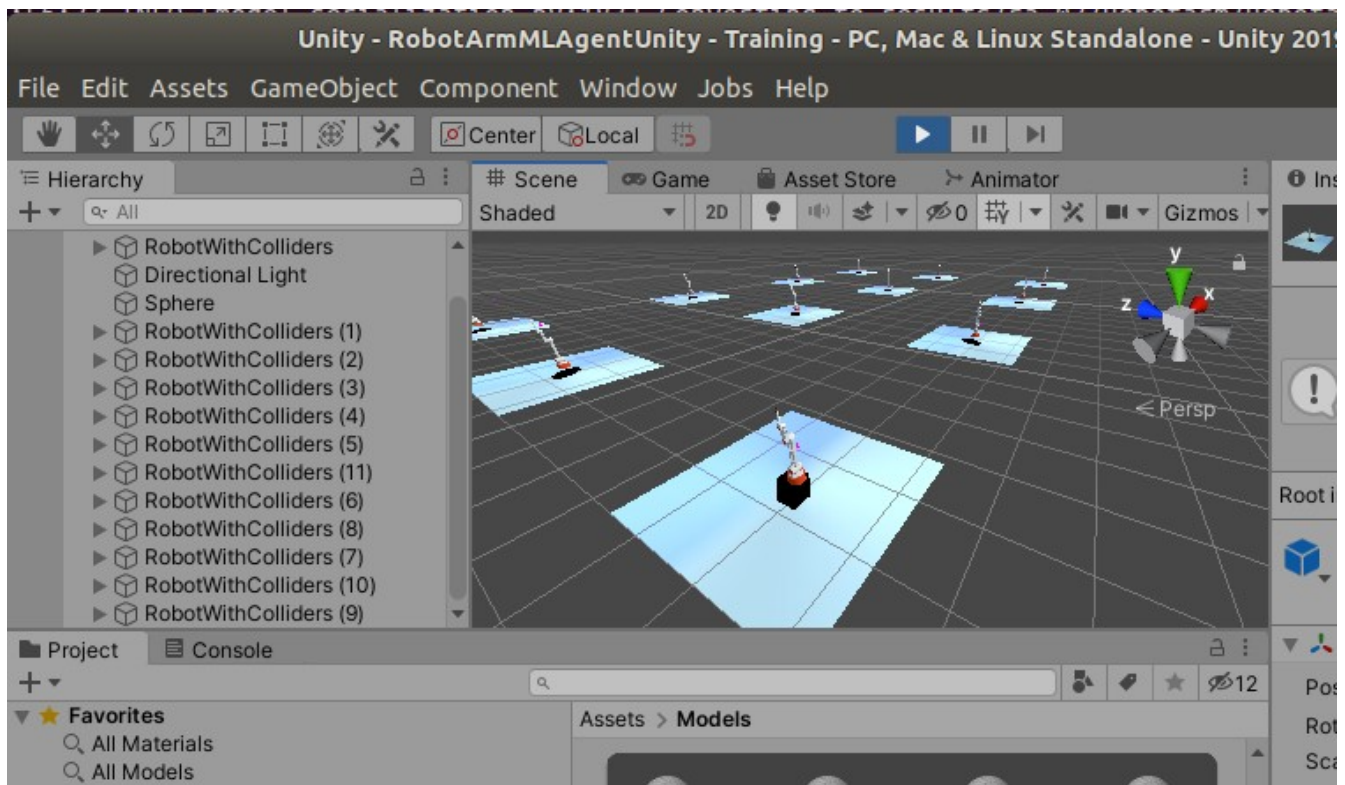 Unity - RobotArmMLAgentUnity - Training - PC, Mac & Linux Standalone - Unity 2019
File Edit Assets GameObject Component Window Jobs Help
Center Local
Hierarchy
All
RobotWithColliders
Directional Light
Sphere
RobotWithColliders (1)
RobotWithColliders (2)
RobotWithColliders (3)
RobotWithColliders (4)
RobotWithColliders (5)
RobotWithColliders (11)
RobotWithColliders (6)
RobotWithColliders (8)
RobotWithColliders (7)
RobotWithColliders (10)
RobotWithColliders (9)
Scene Game Asset Store Animator
Shaded 2D 0 Gizmos
y
x
z
< Persp
Ins
Root i
Pos
Rot
Sca
Project Console
12
Favorites
All Materials
All Models
Assets > Models